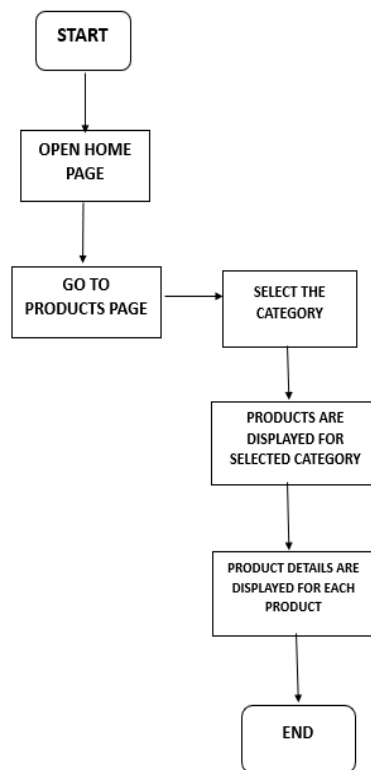 START
OPEN HOME
PAGE
GO TO
PRODUCTS PAGE
SELECT THE
CATEGORY
PRODUCTS ARE
DISPLAYED FOR
SELECTED CATEGORY
PRODUCT DETAILS ARE
DISPLAYED FOR EACH
PRODUCT
END